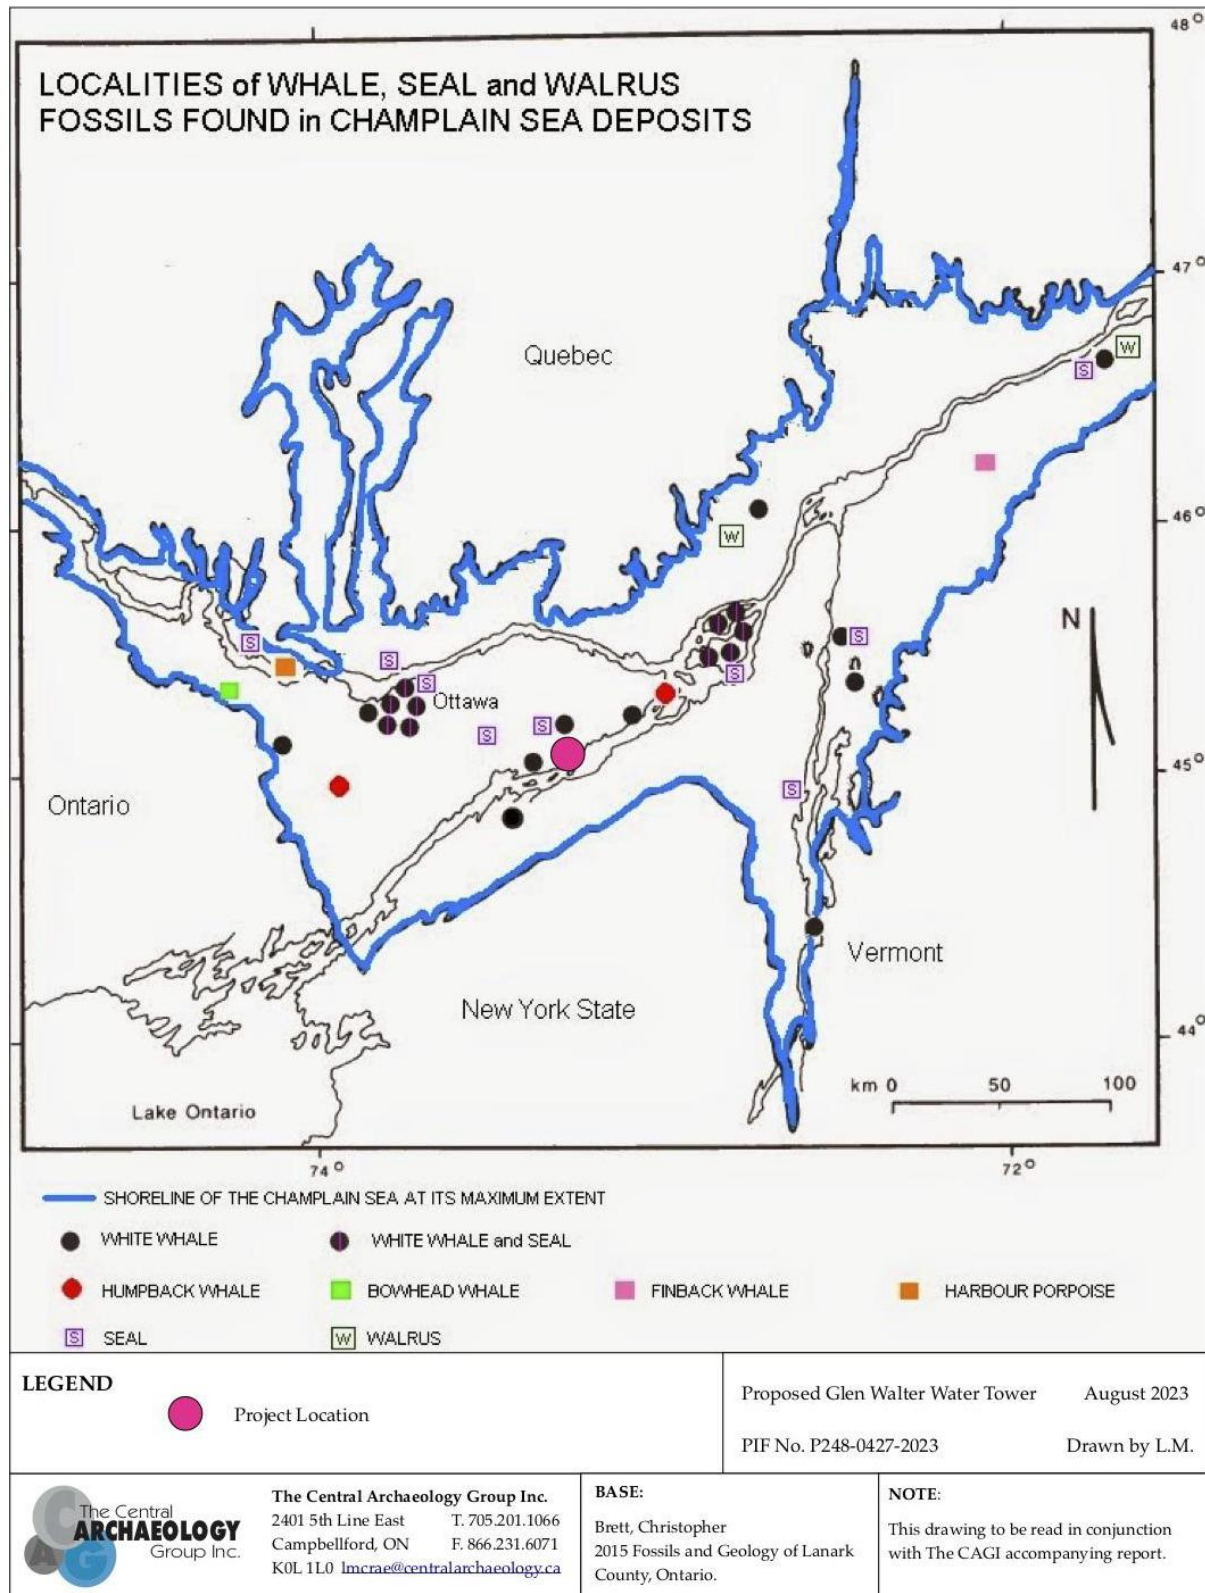 48°
LOCALITIES of WHALE, SEAL and WALRUS
FOSSILS FOUND in CHAMPLAIN SEA DEPOSITS
47°
Quebec
W
S
46°
W
N
S
S
S
S
Ottawa
S
S
S
45°
S
Ontario
Vermont
New York State
44°
km 0 50 100
Lake Ontario
74° 72°
SHORELINE OF THE CHAMPLAIN SEA AT ITS MAXIMUM EXTENT
WHITE WHALE WHITE WHALE and SEAL
HUMPBACK WHALE BOWHEAD WHALE FINBACK WHALE HARBOUR PORPOISE
S SEAL W WALRUS
LEGEND
Project Location
Proposed Glen Walter Water Tower August 2023
PIF No. P248-0427-2023 Drawn by L.M.
CAG
The Central
ARCHAEOLOGY
Group Inc.
The Central Archaeology Group Inc.
2401 5th Line East T. 705.201.1066
Campbellford, ON F. 866.231.6071
K0L 1L0 lmcrae@centralarchaeology.ca
BASE:
Brett, Christopher
2015 Fossils and Geology of Lanark
County, Ontario.
NOTE:
This drawing to be read in conjunction
with The CAGI accompanying report.